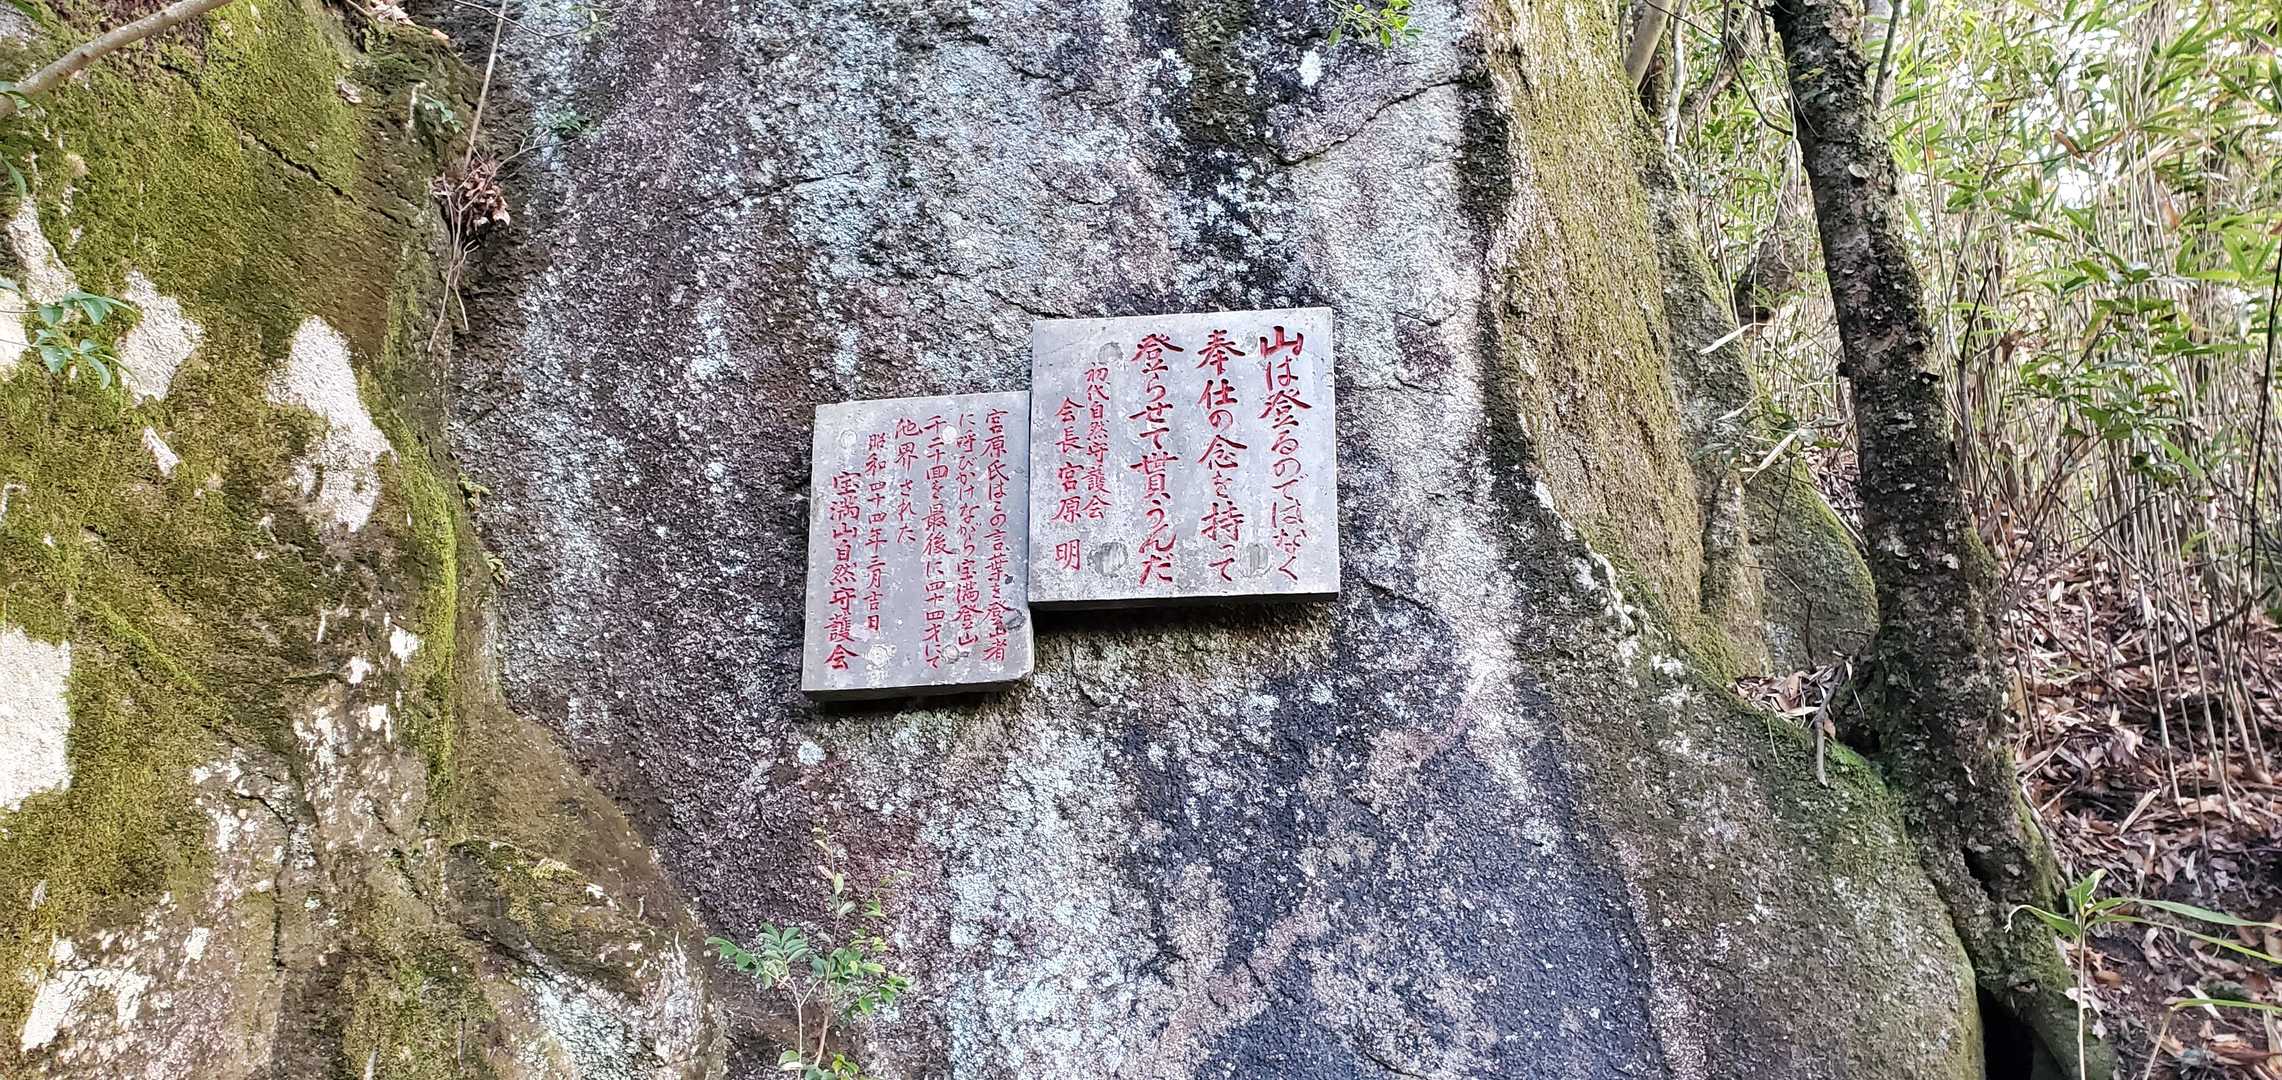 山は登るのではなく
奉仕の念を持って
登らせて貰うんだ
初代自然守護会
会長宮原 明
宮原氏はこの言葉を登山者
に呼びかけながら宝満登山
千二十回を最後に四十四才にて
他界された
昭和四十四年三月吉日
宝満山自然守護会